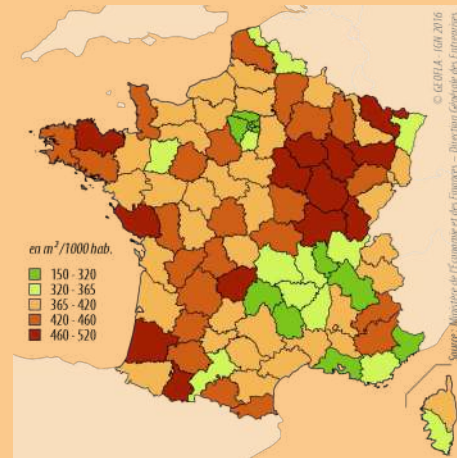 en m²/1000 hab.
150 - 320
320 - 365
365 - 420
420 - 460
460 - 520
© GEOFLA - IGN 2016
Source : Ministère de l'Économie et des Finances – Direction Générale des Entreprises